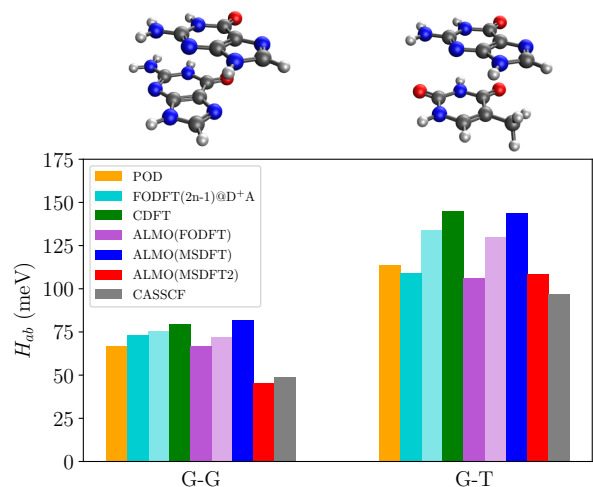 175
150
125
100
75
50
25
0
H_ab (meV)
POD
FODFT(2n-1)@D⁺A
CDFT
ALMO(FODFT)
ALMO(MSDFT)
ALMO(MSDFT2)
CASSCF
G-G
G-T